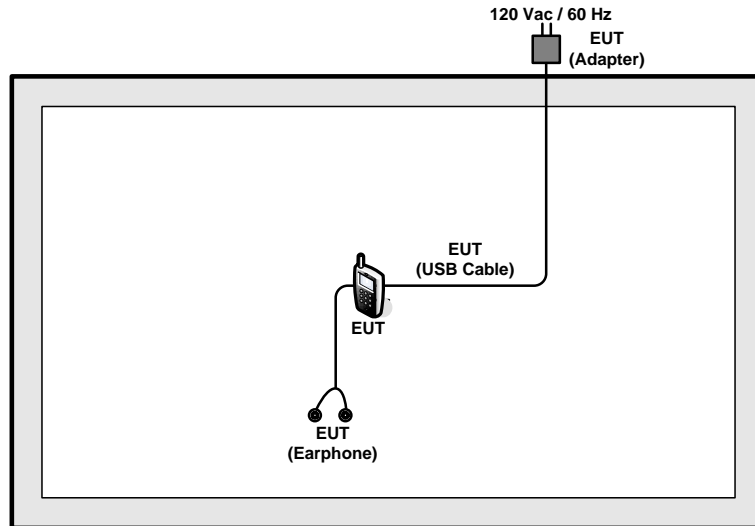 120 Vac / 60 Hz
EUT
(Adapter)
EUT
(USB Cable)
EUT
EUT
(Earphone)